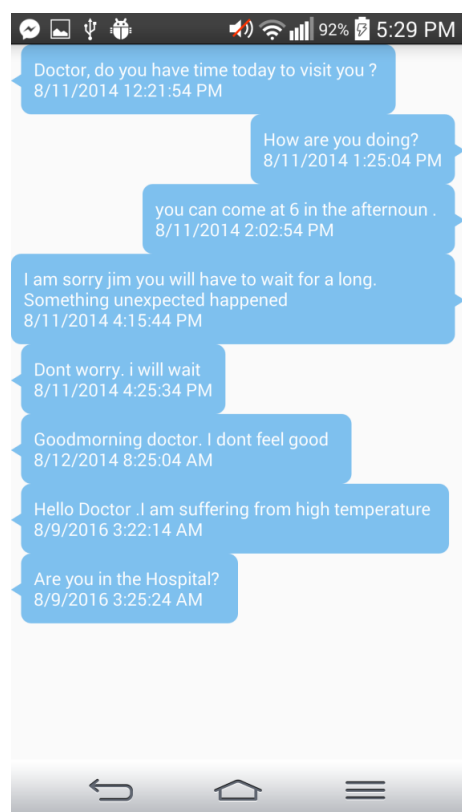 92% 5:29 PM
Doctor, do you have time today to visit you ?
8/11/2014 12:21:54 PM
How are you doing?
8/11/2014 1:25:04 PM
you can come at 6 in the afternoun .
8/11/2014 2:02:54 PM
I am sorry jim you will have to wait for a long.
Something unexpected happened
8/11/2014 4:15:44 PM
Dont worry. i will wait
8/11/2014 4:25:34 PM
Goodmorning doctor. I dont feel good
8/12/2014 8:25:04 AM
Hello Doctor .I am suffering from high temperature
8/9/2016 3:22:14 AM
Are you in the Hospital?
8/9/2016 3:25:24 AM